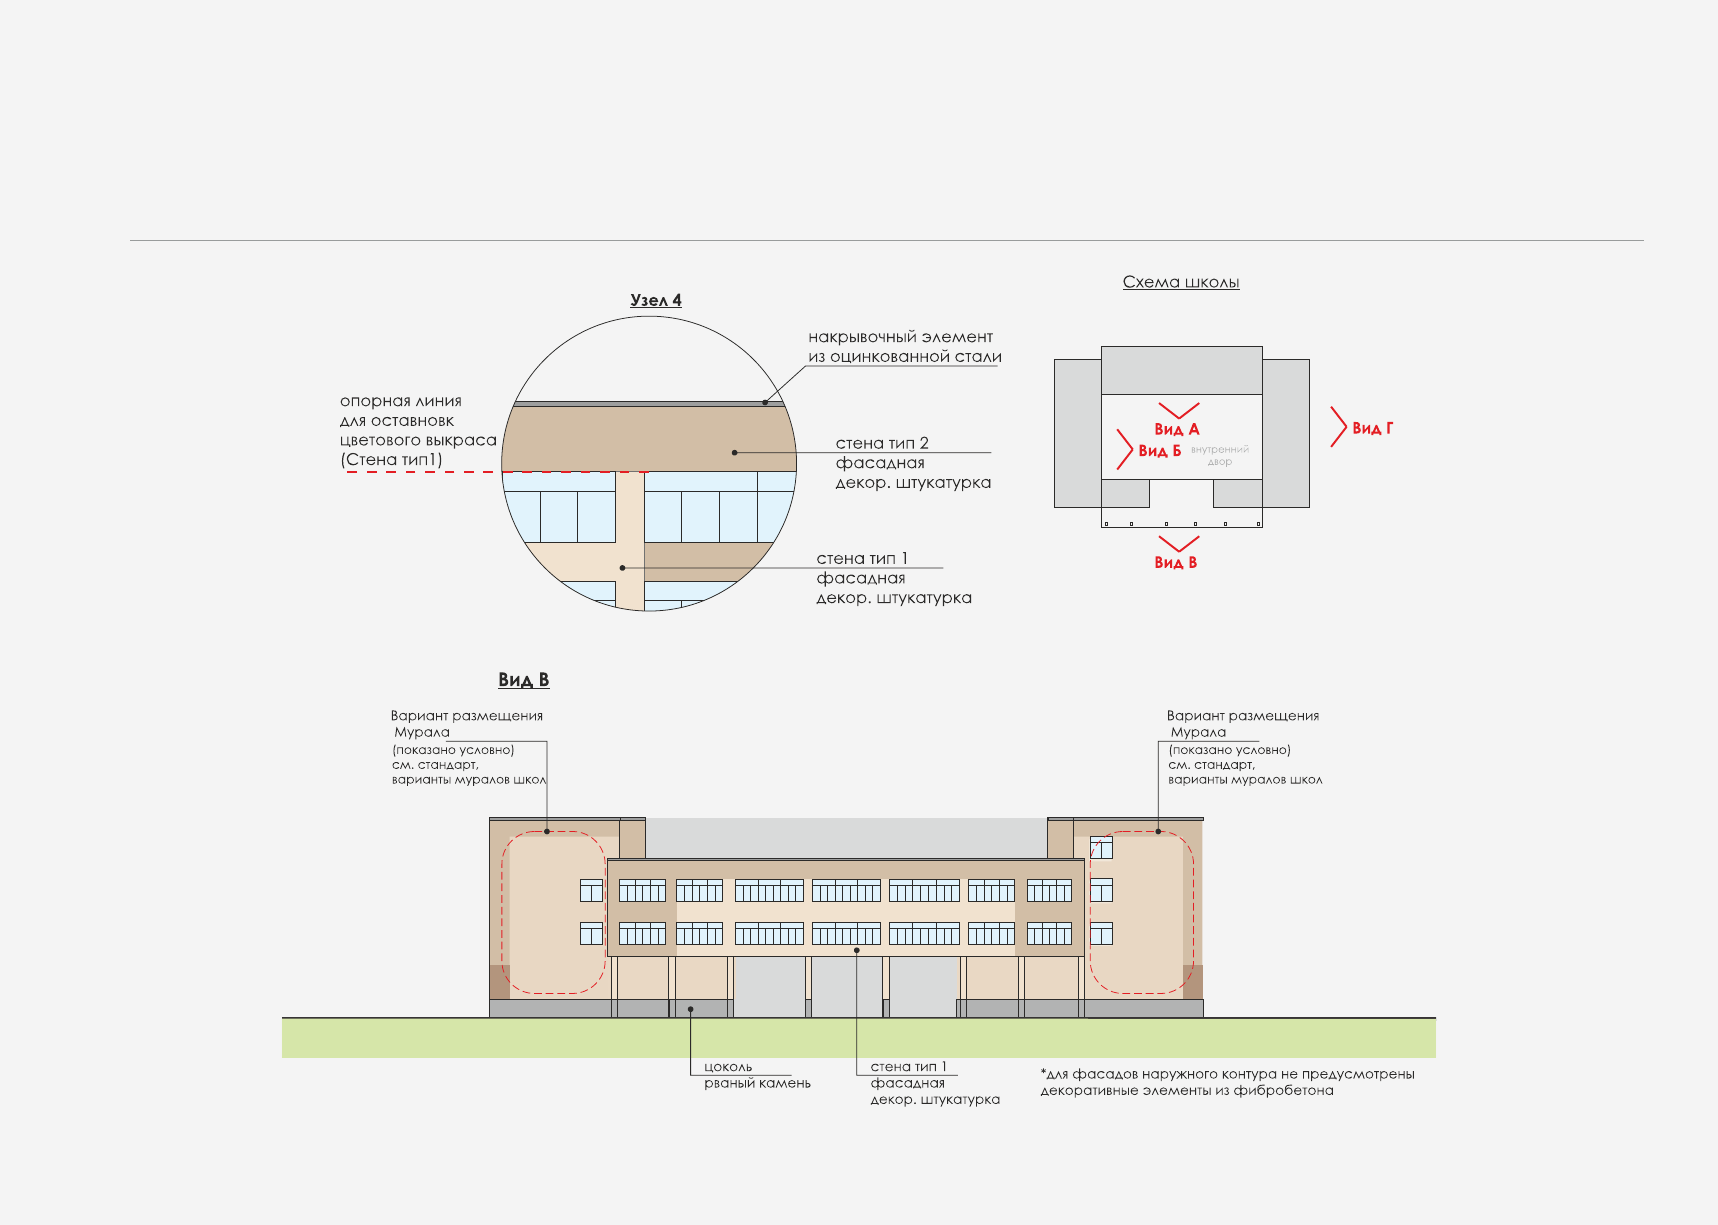 Схема школы
Узел 4
накрывочный элемент
из оцинкованной стали
опорная линия
для оставновк
цветового выкраса
(Стена тип1)
стена тип 2
фасадная
декор. штукатурка
стена тип 1
фасадная
декор. штукатурка
Вид А
Вид Б
внутренний
двор
Вид Г
Вид В
Вид В
Вариант размещения
Мурала
(показано условно)
см. стандарт,
варианты муралов школ
Вариант размещения
Мурала
(показано условно)
см. стандарт,
варианты муралов школ
цоколь
рваный камень
стена тип 1
фасадная
декор. штукатурка
*для фасадов наружного контура не предусмотрены
декоративные элементы из фибробетона